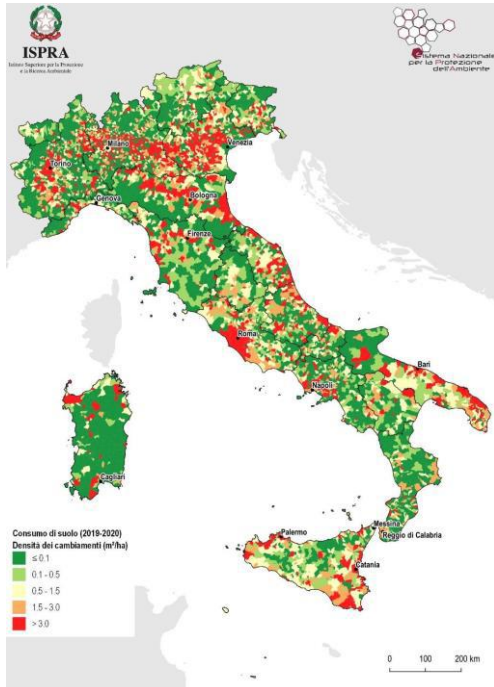 ISPRA
Istituto Superiore per la Protezione
e la Ricerca Ambientale
Sistema Nazionale
per la Protezione
dell'Ambiente
Milano
Venezia
Torino
Genova
Bologna
Firenze
Roma
Napoli
Bari
Cagliari
Messina
Palermo
Reggio di Calabria
Catania
Consumo di suolo (2019-2020)
Densità dei cambiamenti (m²/ha)
≤ 0.1
0.1 - 0.5
0.5 - 1.5
1.5 - 3.0
> 3.0
0 100 200 km